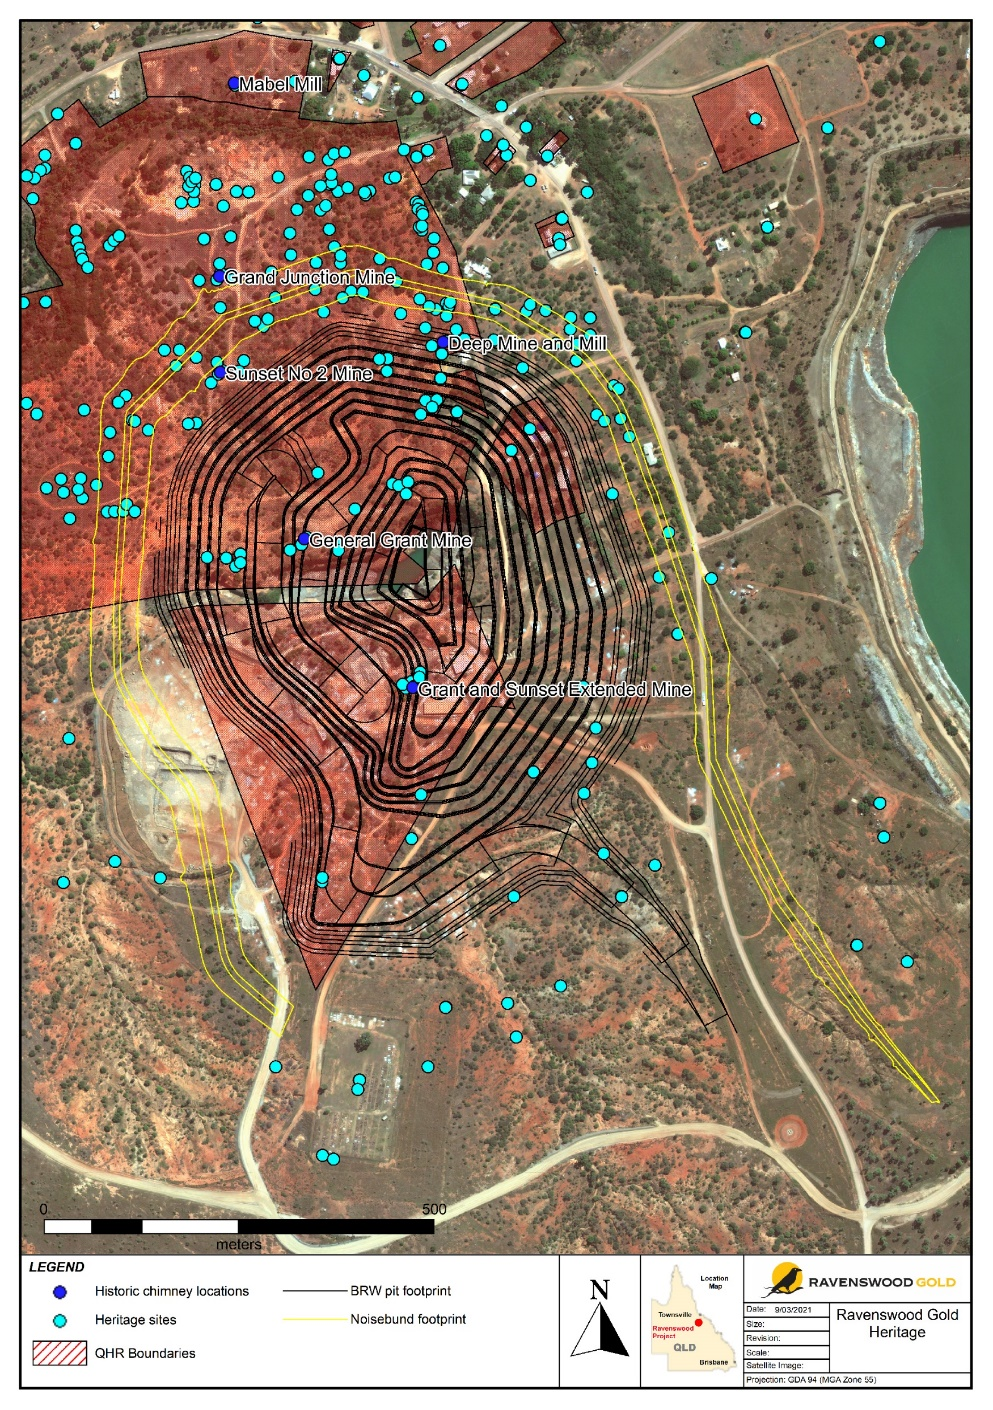 Mabel Mill
Grand Junction Mine
Deep Mine and Mill
Sunset No 2 Mine
General Grant Mine
Grant and Sunset Extended Mine
0 500
meters
LEGEND
Historic chimney locations
Heritage sites
QHR Boundaries
BRW pit footprint
Noisebund footprint
N
Location
Map
Townsville
Ravenswood
Project
QLD
Brisbane
RAVENSWOOD GOLD
Date: 9/03/2021
Size:
Revision:
Scale:
Satellite Image:
Projection: GDA 94 (MGA Zone 55)
Ravenswood Gold
Heritage